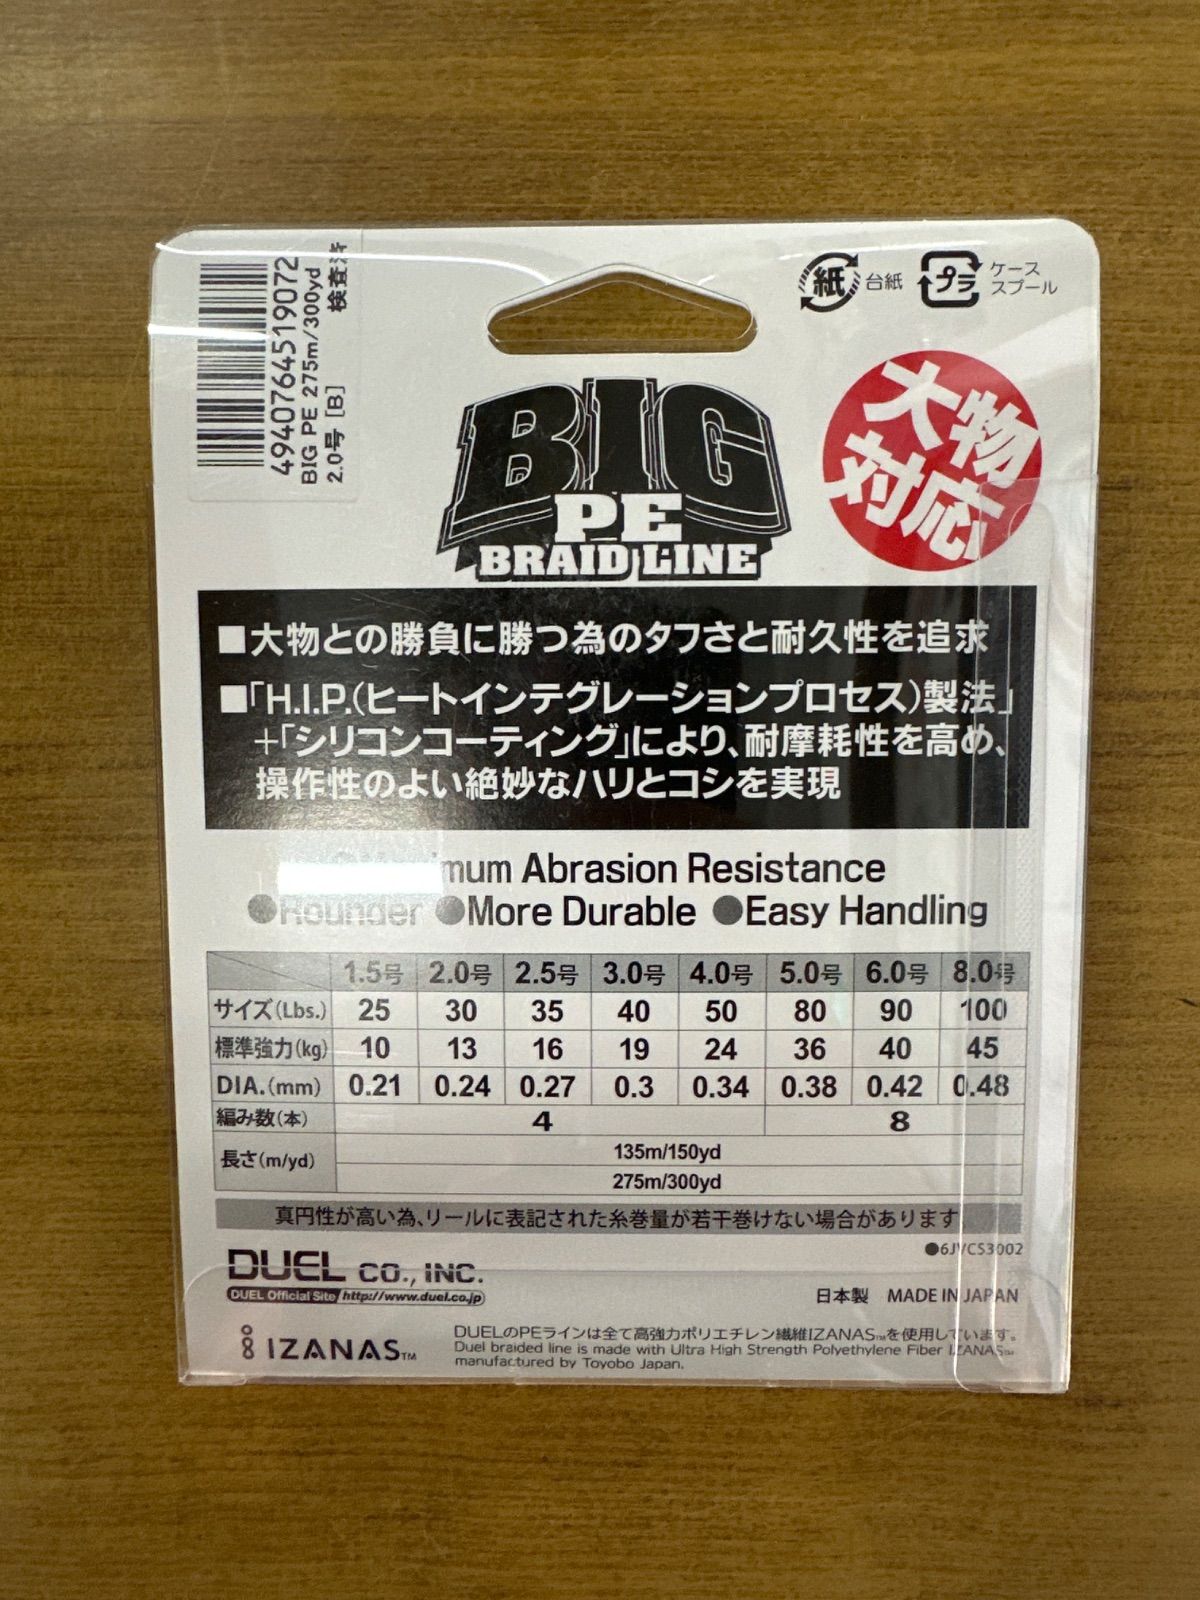 4940764519072
BIG PE 275m/300yd
2.0号 [B] 検査済
紙 台紙
プラ ケース
スプール
BIG
PE
BRAID LINE
大物
対応
■大物との勝負に勝つ為のタフさと耐久性を追求
■「H.I.P.(ヒートインテグレーションプロセス)製法」
+「シリコンコーティング」により、耐摩耗性を高め、
操作性のよい絶妙なハリとコシを実現
Abrasion Resistance
●Rounder ●More Durable ●Easy Handling
1.5号 2.0号 2.5号 3.0号 4.0号 5.0号 6.0号 8.0号
サイズ(Lbs.) 25 30 35 40 50 80 90 100
標準強力(kg) 10 13 16 19 24 36 40 45
DIA.(mm) 0.21 0.24 0.27 0.3 0.34 0.38 0.42 0.48
編み数(本) 4 8
長さ(m/yd) 135m/150yd
275m/300yd
真円性が高い為、リールに表記された糸巻量が若干巻けない場合があります
●6JVCS3002
DUEL CO., INC.
DUEL Official Site http://www.duel.co.jp
日本製 MADE IN JAPAN
IZANAS™
DUELのPEラインは全て高強力ポリエチレン繊維IZANAS™を使用しています。
Duel braided line is made with Ultra High Strength Polyethylene Fiber IZANAS™
manufactured by Toyobo Japan.